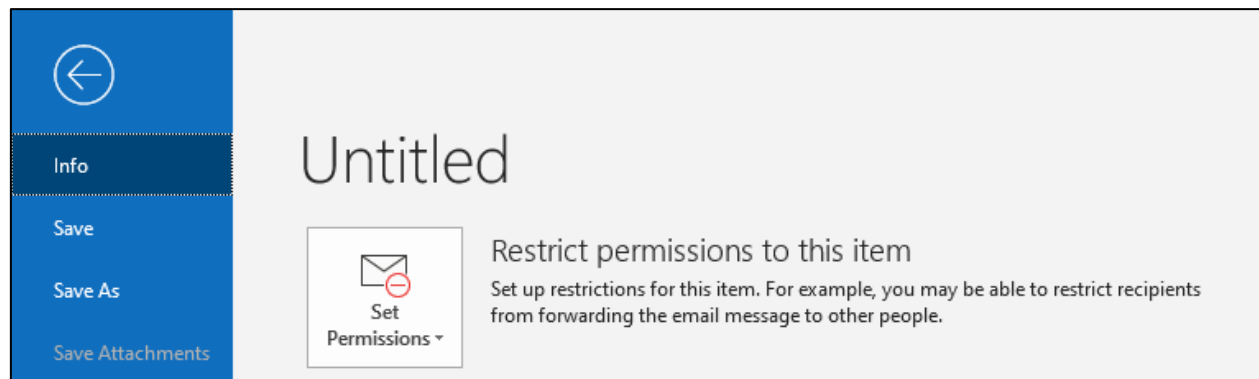 Info
Save
Save As
Save Attachments
Untitled
Set
Permissions
Restrict permissions to this item
Set up restrictions for this item. For example, you may be able to restrict recipients
from forwarding the email message to other people.